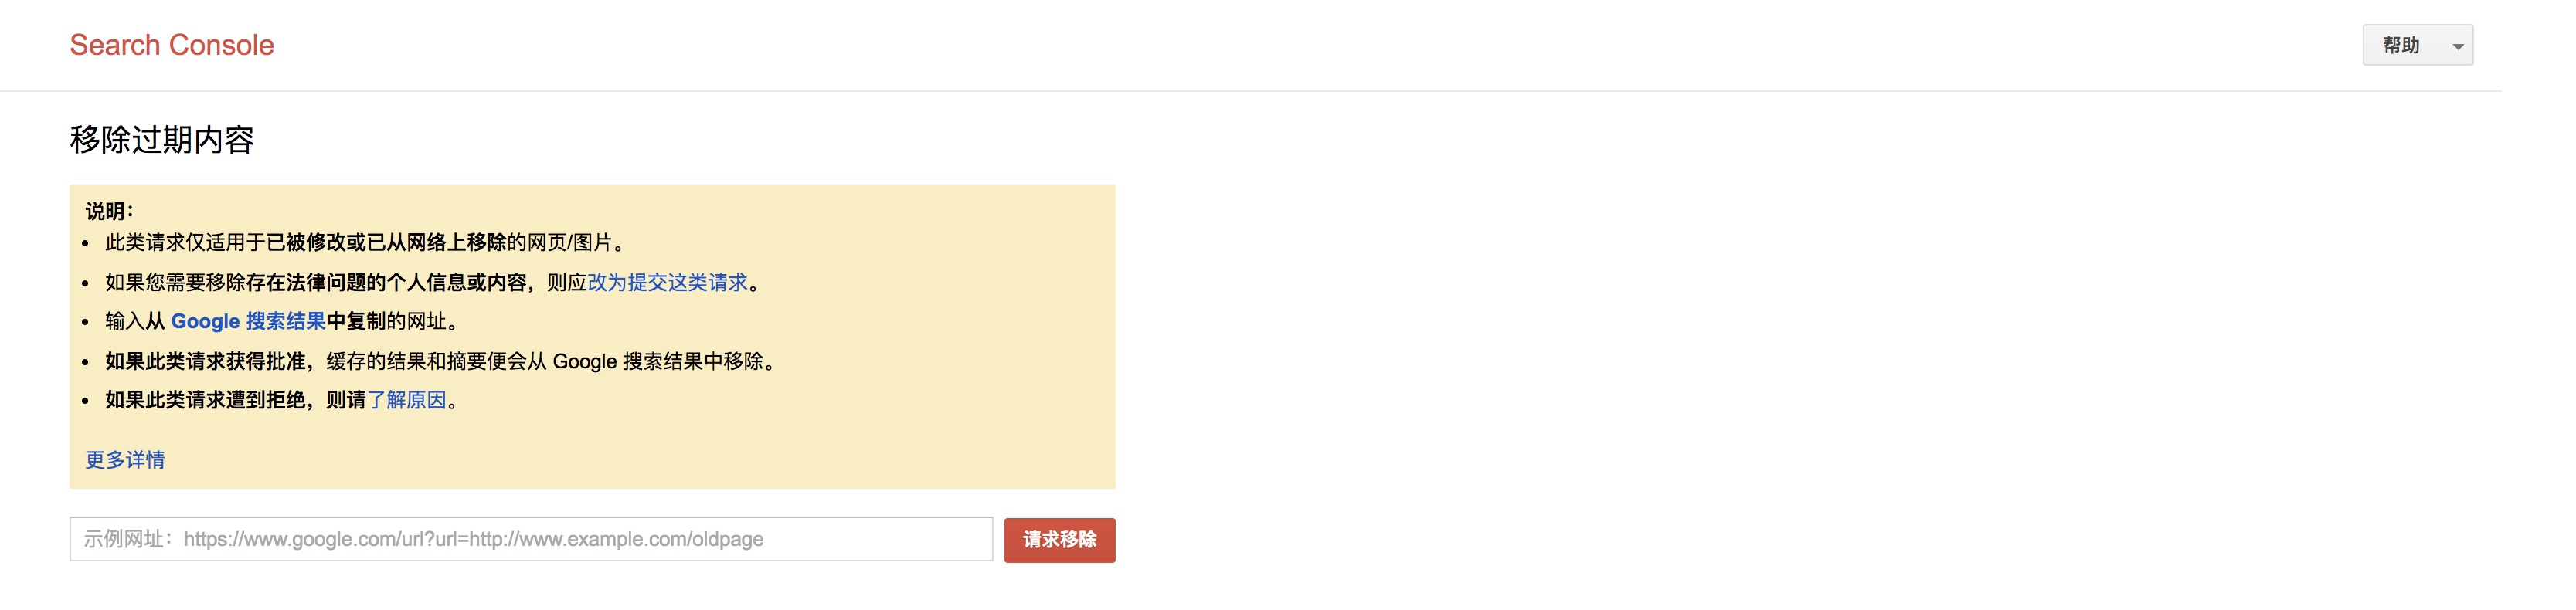 Search Console
帮助
移除过期内容
说明：
此类请求仅适用于已被修改或已从网络上移除的网页/图片。
如果您需要移除存在法律问题的个人信息或内容，则应改为提交这类请求。
输入从 Google 搜索结果中复制的网址。
如果此类请求获得批准，缓存的结果和摘要便会从 Google 搜索结果中移除。
如果此类请求遭到拒绝，则请了解原因。
更多详情
示例网址：https://www.google.com/url?url=http://www.example.com/oldpage
请求移除